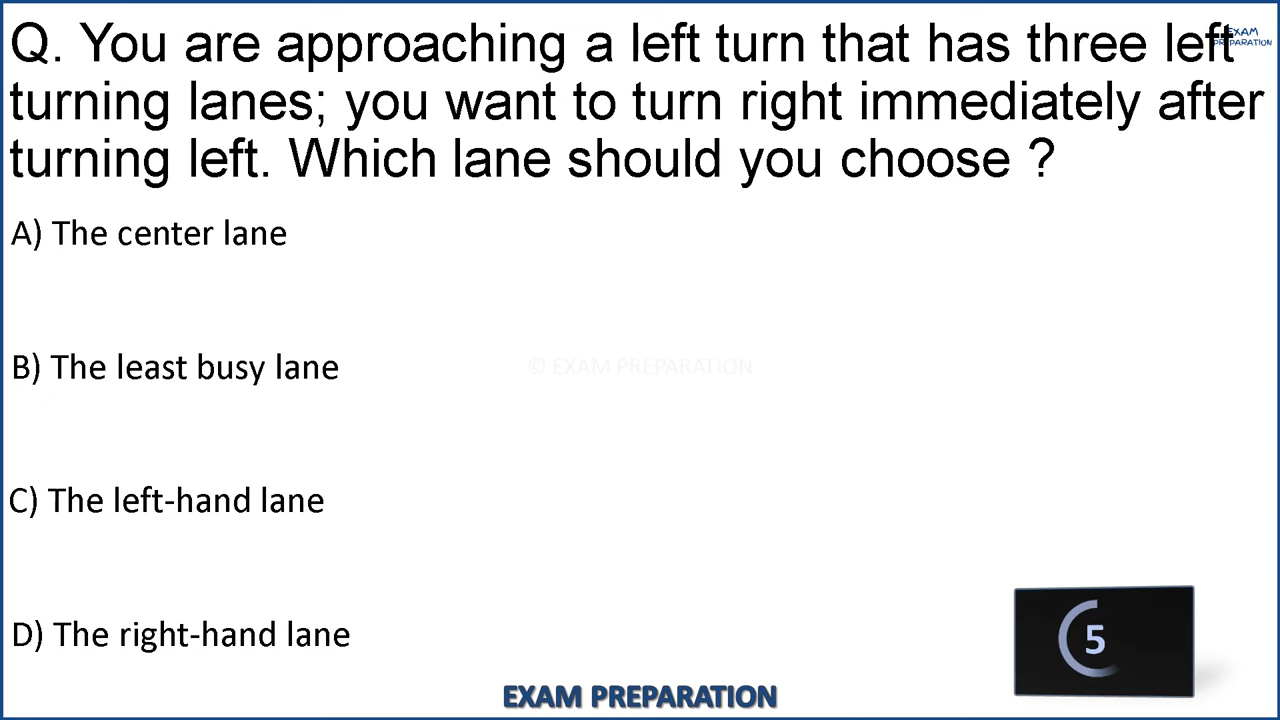 Q. You are approaching a left turn that has three left
EXAM
PREPARATION
turning lanes; you want to turn right immediately after
turning left. Which lane should you choose ?
A) The center lane
B) The least busy lane
© EXAM PREPARATION
C) The left-hand lane
D) The right-hand lane
5
EXAM PREPARATION